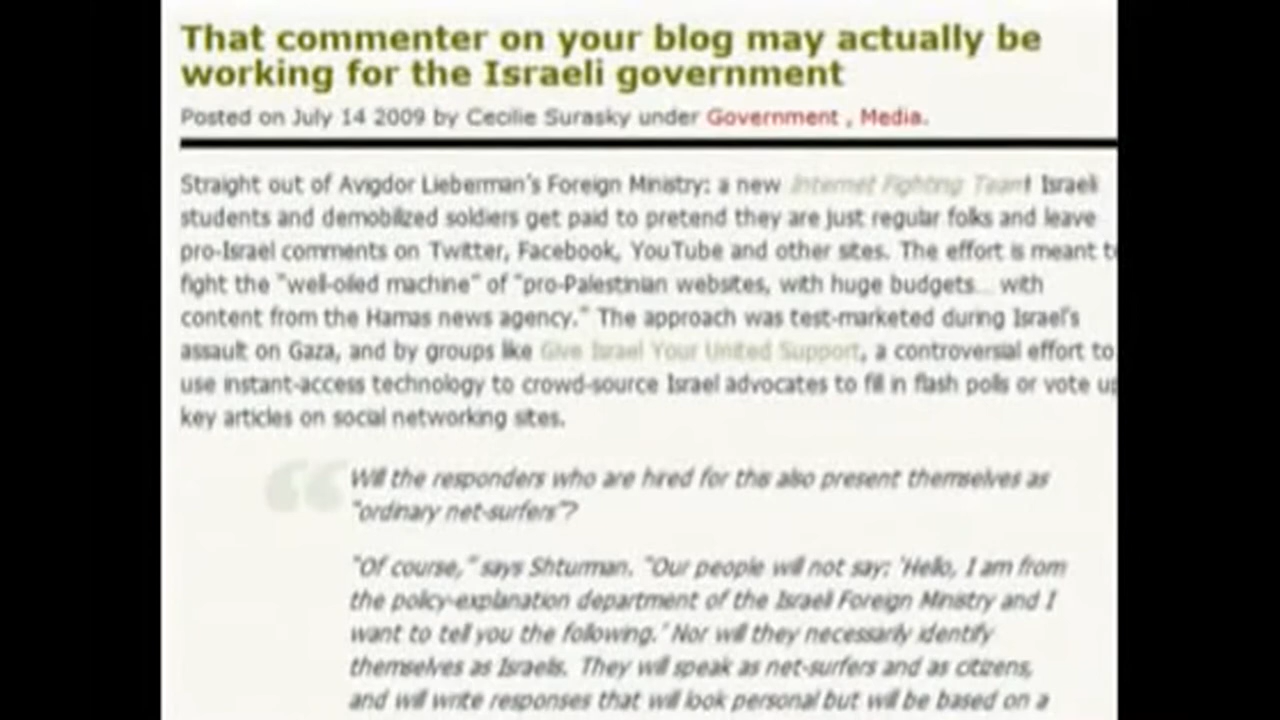 That commenter on your blog may actually be
working for the Israeli government
Posted on July 14 2009 by Cecilie Surasky under Government , Media.
Straight out of Avigdor Lieberman's Foreign Ministry: a new Internet Fighting Team! Israeli
students and demobilized soldiers get paid to pretend they are just regular folks and leave
pro-Israel comments on Twitter, Facebook, YouTube and other sites. The effort is meant
fight the "well-oiled machine" of "pro-Palestinian websites, with huge budgets... with
content from the Hamas news agency." The approach was test-marketed during Israel's
assault on Gaza, and by groups like Give Israel Your United Support, a controversial effort to
use instant-access technology to crowd-source Israel advocates to fill in flash polls or vote
key articles on social networking sites.
“
Will the responders who are hired for this also present themselves as
"ordinary net-surfers"?
"Of course," says Shturman. "Our people will not say: 'Hello, I am from
the policy-explanation department of the Israeli Foreign Ministry and I
want to tell you the following.' Nor will they necessarily identify
themselves as Israelis. They will speak as net-surfers and as citizens,
and will write responses that will look personal but will be based on a